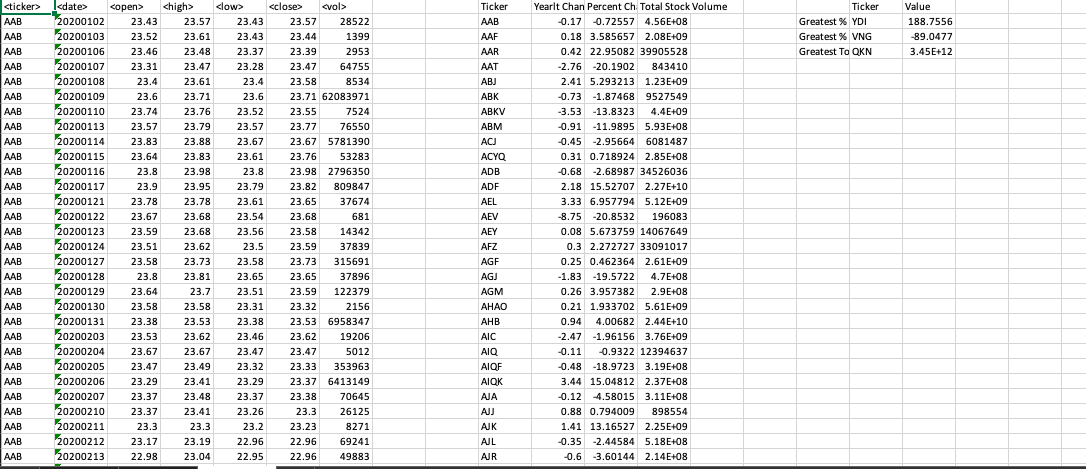 <ticker> <date> <open> <high> <low> <close> <vol> Ticker Yearlt Chan Percent Ch Total Stock Volume Ticker Value
AAB 20200102 23.43 23.57 23.43 23.57 28522 AAB -0.17 -0.72557 4.56E+08 Greatest % YDI 188.7556
AAB 20200103 23.52 23.61 23.43 23.44 1399 AAF 0.18 3.585657 2.08E+09 Greatest % VNG -89.0477
AAB 20200106 23.46 23.48 23.37 23.39 2953 AAR 0.42 22.95082 39905528 Greatest To QKN 3.45E+12
AAB 20200107 23.31 23.47 23.28 23.47 64755 AAT -2.76 -20.1902 843410
AAB 20200108 23.4 23.61 23.4 23.58 8534 ABJ 2.41 5.293213 1.23E+09
AAB 20200109 23.6 23.71 23.6 23.71 62083971 ABK -0.73 -1.87468 9527549
AAB 20200110 23.74 23.76 23.52 23.55 7524 ABKV -3.53 -13.8323 4.4E+09
AAB 20200113 23.57 23.79 23.57 23.77 76550 ABM -0.91 -11.9895 5.93E+08
AAB 20200114 23.83 23.88 23.67 23.67 5781390 ACJ -0.45 -2.95664 6081487
AAB 20200115 23.64 23.83 23.61 23.76 53283 ACYQ 0.31 0.718924 2.85E+08
AAB 20200116 23.8 23.98 23.8 23.98 2796350 ADB -0.68 -2.68987 34526036
AAB 20200117 23.9 23.95 23.79 23.82 809847 ADF 2.18 15.52707 2.27E+10
AAB 20200121 23.78 23.78 23.61 23.65 37674 AEL 3.33 6.957794 5.12E+09
AAB 20200122 23.67 23.68 23.54 23.68 681 AEV -8.75 -20.8532 196083
AAB 20200123 23.59 23.68 23.56 23.58 14342 AEY 0.08 5.673759 14067649
AAB 20200124 23.51 23.62 23.5 23.59 37839 AFZ 0.3 2.272727 33091017
AAB 20200127 23.58 23.73 23.58 23.73 315691 AGF 0.25 0.462364 2.61E+09
AAB 20200128 23.8 23.81 23.65 23.65 37896 AGJ -1.83 -19.5722 4.7E+08
AAB 20200129 23.64 23.7 23.51 23.59 122379 AGM 0.26 3.957382 2.9E+08
AAB 20200130 23.58 23.58 23.31 23.32 2156 AHAO 0.21 1.933702 5.61E+09
AAB 20200131 23.38 23.53 23.38 23.53 6958347 AHB 0.94 4.00682 2.44E+10
AAB 20200203 23.53 23.62 23.46 23.62 19206 AIC -2.47 -1.96156 3.76E+09
AAB 20200204 23.67 23.67 23.47 23.47 5012 AIQ -0.11 -0.9322 12394637
AAB 20200205 23.47 23.49 23.32 23.33 353963 AIQF -0.48 -18.9723 3.19E+08
AAB 20200206 23.29 23.41 23.29 23.37 6413149 AIQK 3.44 15.04812 2.37E+08
AAB 20200207 23.37 23.48 23.37 23.38 70645 AJA -0.12 -4.58015 3.11E+08
AAB 20200210 23.37 23.41 23.26 23.3 26125 AJJ 0.88 0.794009 898554
AAB 20200211 23.3 23.3 23.2 23.23 8271 AJK 1.41 13.16527 2.25E+09
AAB 20200212 23.17 23.19 22.96 22.96 69241 AJL -0.35 -2.44584 5.18E+08
AAB 20200213 22.98 23.04 22.95 22.96 49883 AJR -0.6 -3.60144 2.14E+08